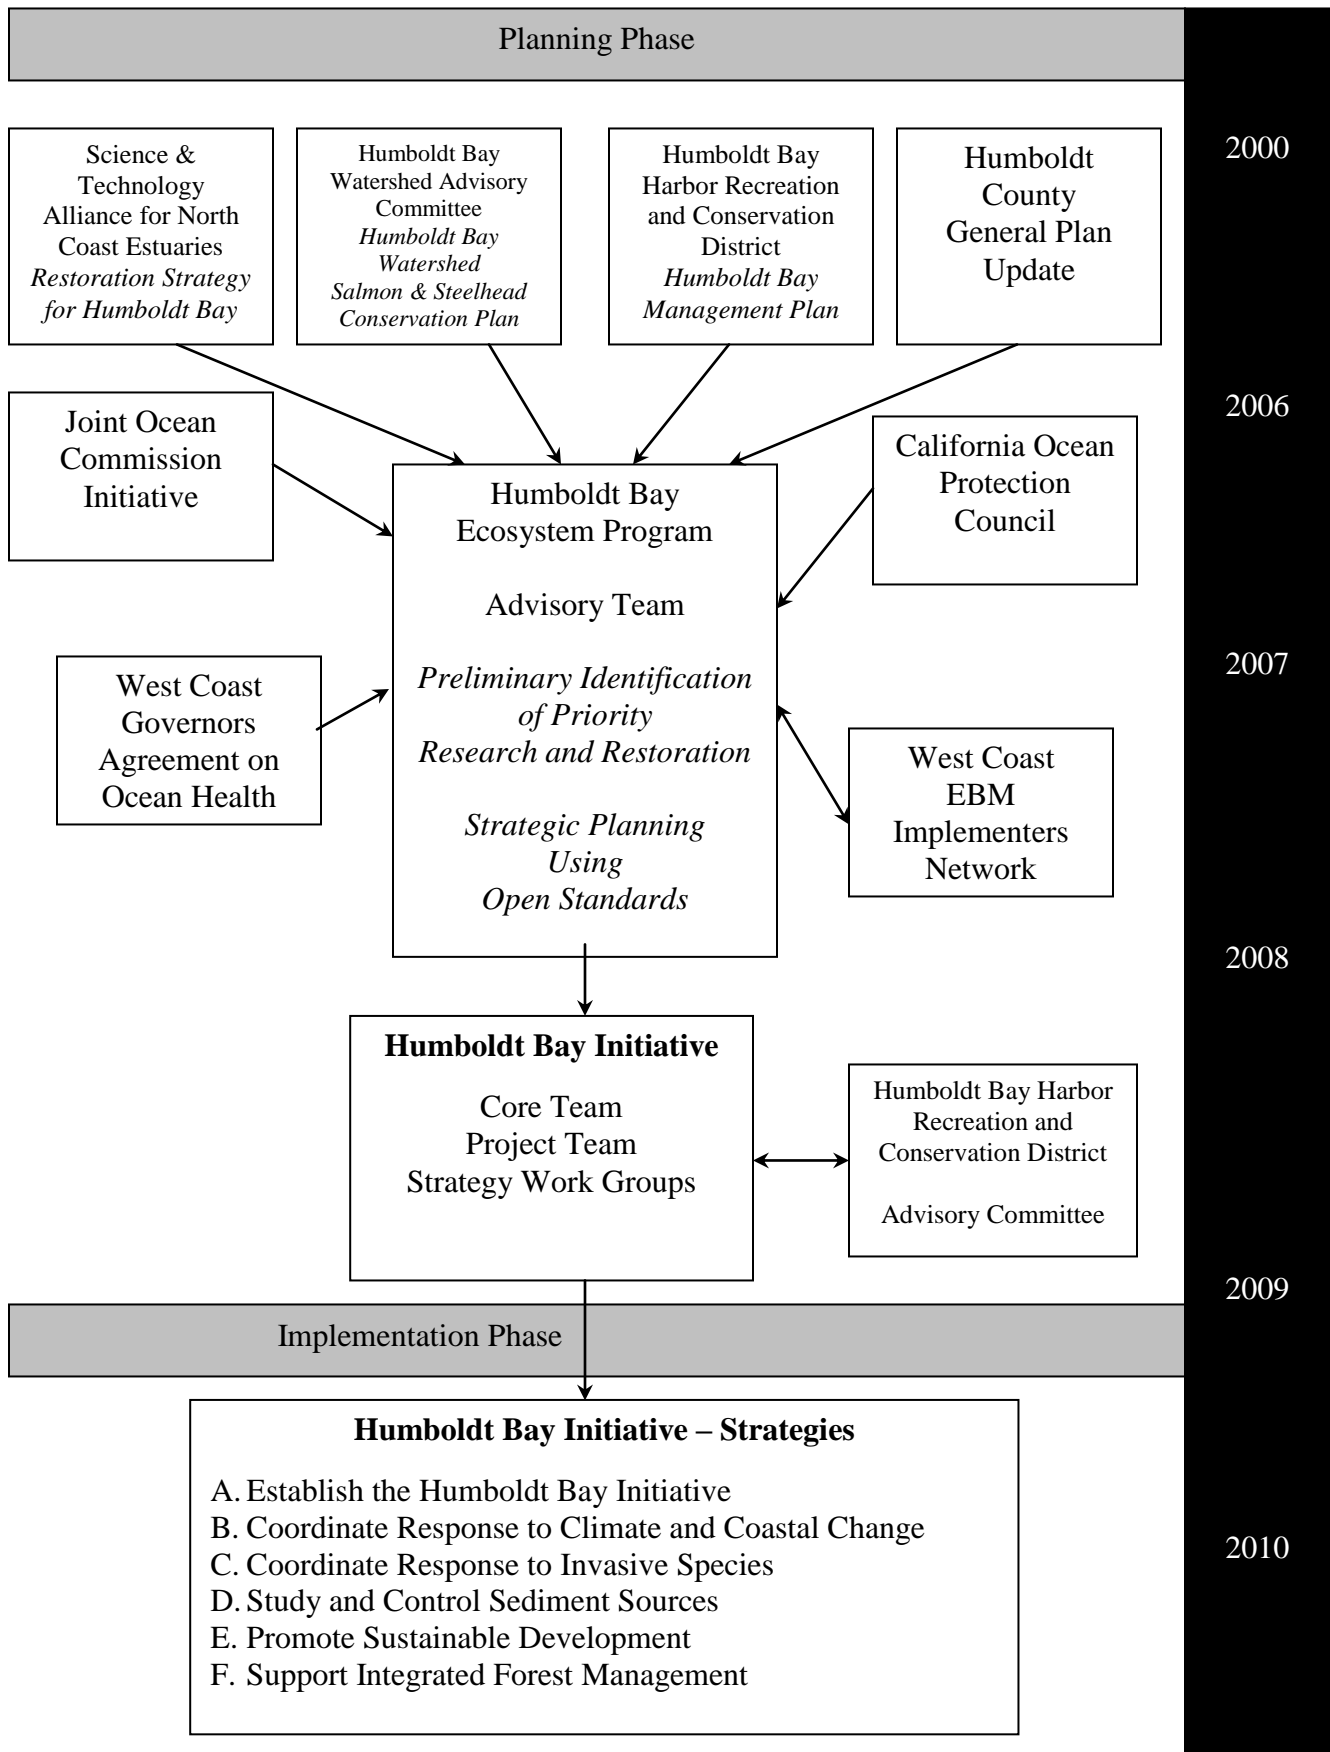 Planning Phase
2000
Science &
Technology
Alliance for North
Coast Estuaries
Restoration Strategy
for Humboldt Bay
Humboldt Bay
Watershed Advisory
Committee
Humboldt Bay
Watershed
Salmon & Steelhead
Conservation Plan
Humboldt Bay
Harbor Recreation
and Conservation
District
Humboldt Bay
Management Plan
Humboldt
County
General Plan
Update
2006
Joint Ocean
Commission
Initiative
California Ocean
Protection
Council
Humboldt Bay
Ecosystem Program
Advisory Team
Preliminary Identification
of Priority
Research and Restoration
Strategic Planning
Using
Open Standards
2007
West Coast
Governors
Agreement on
Ocean Health
West Coast
EBM
Implementers
Network
2008
Humboldt Bay Initiative
Core Team
Project Team
Strategy Work Groups
Humboldt Bay Harbor
Recreation and
Conservation District
Advisory Committee
2009
Implementation Phase
Humboldt Bay Initiative – Strategies
A. Establish the Humboldt Bay Initiative
B. Coordinate Response to Climate and Coastal Change
C. Coordinate Response to Invasive Species
D. Study and Control Sediment Sources
E. Promote Sustainable Development
F. Support Integrated Forest Management
2010